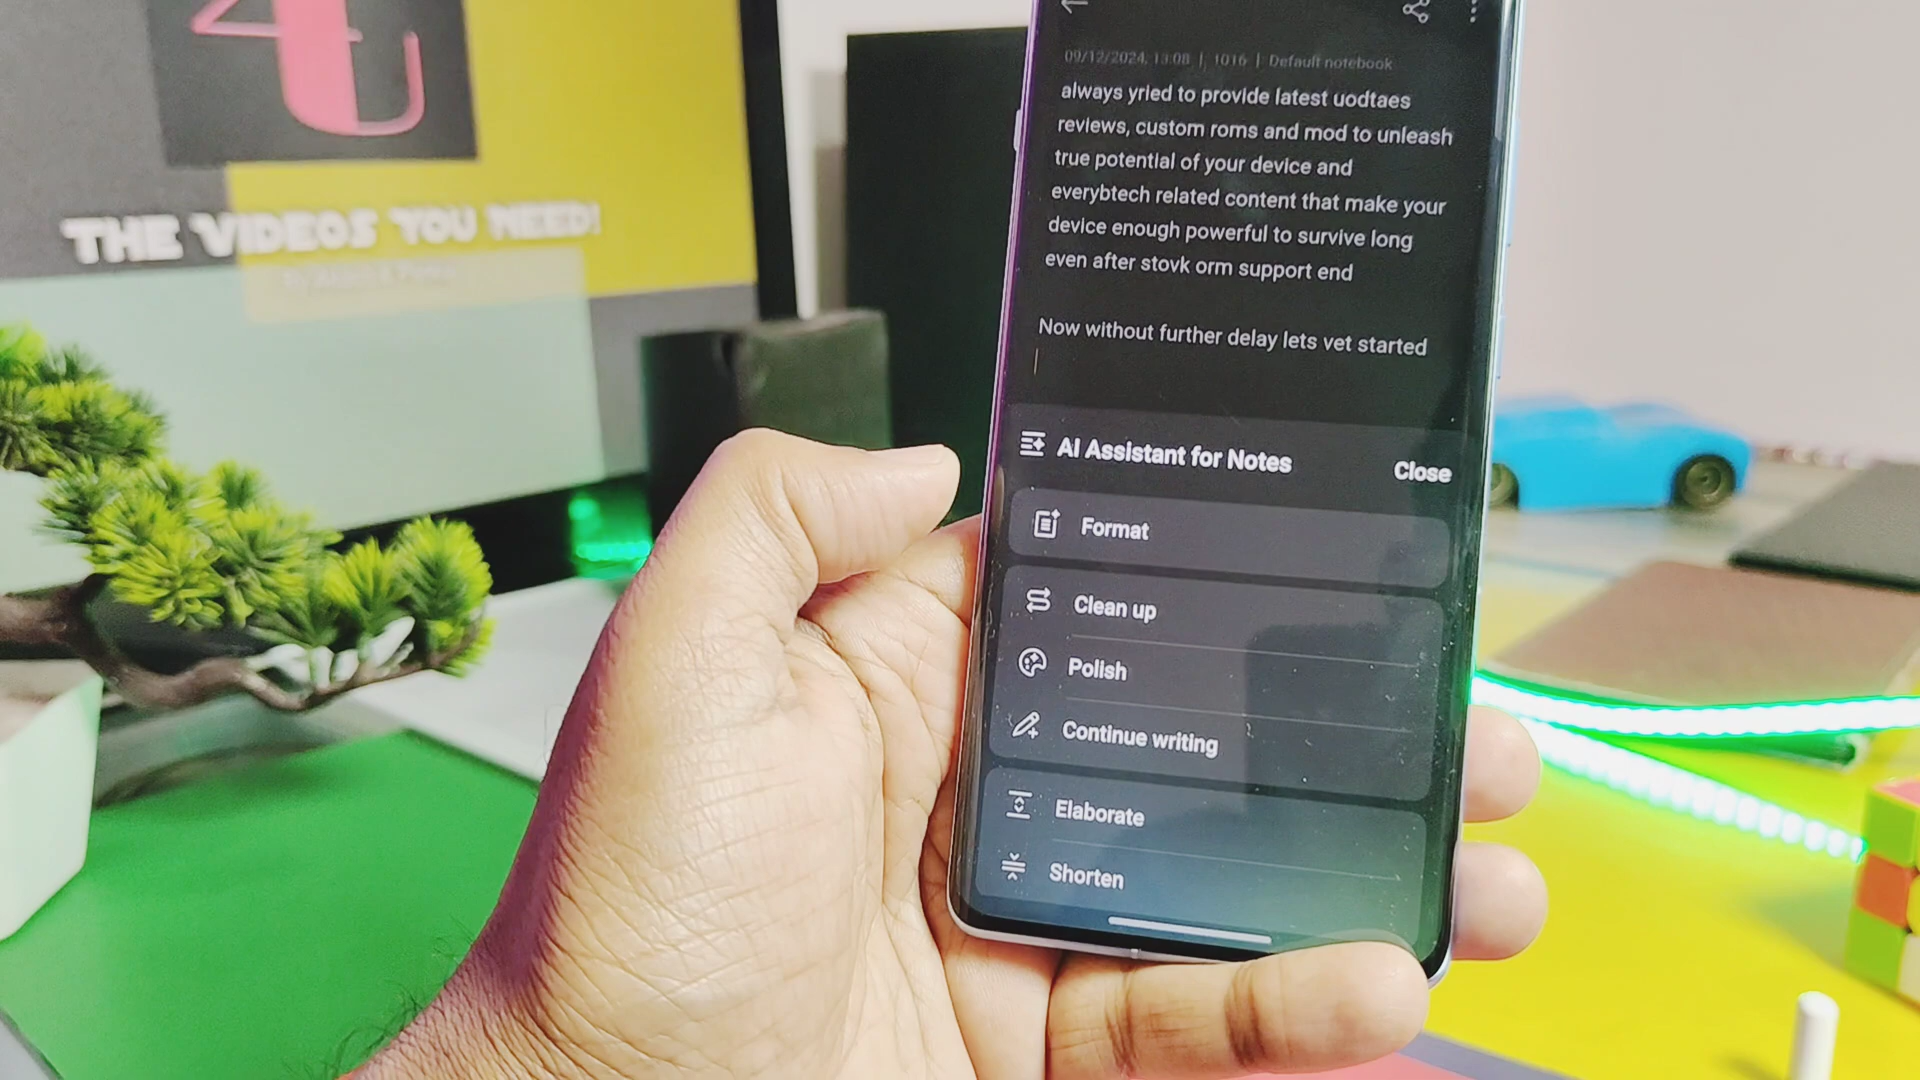 4U
THE VIDEOS YOU NEED!
09/12/2024, 13:08 | 1016 | Default notebook
always yried to provide latest uodtaes
reviews, custom roms and mod to unleash
true potential of your device and
everybtech related content that make your
device enough powerful to survive long
even after stovk orm support end
Now without further delay lets vet started
AI Assistant for Notes
Close
Format
Clean up
Polish
Continue writing
Elaborate
Shorten